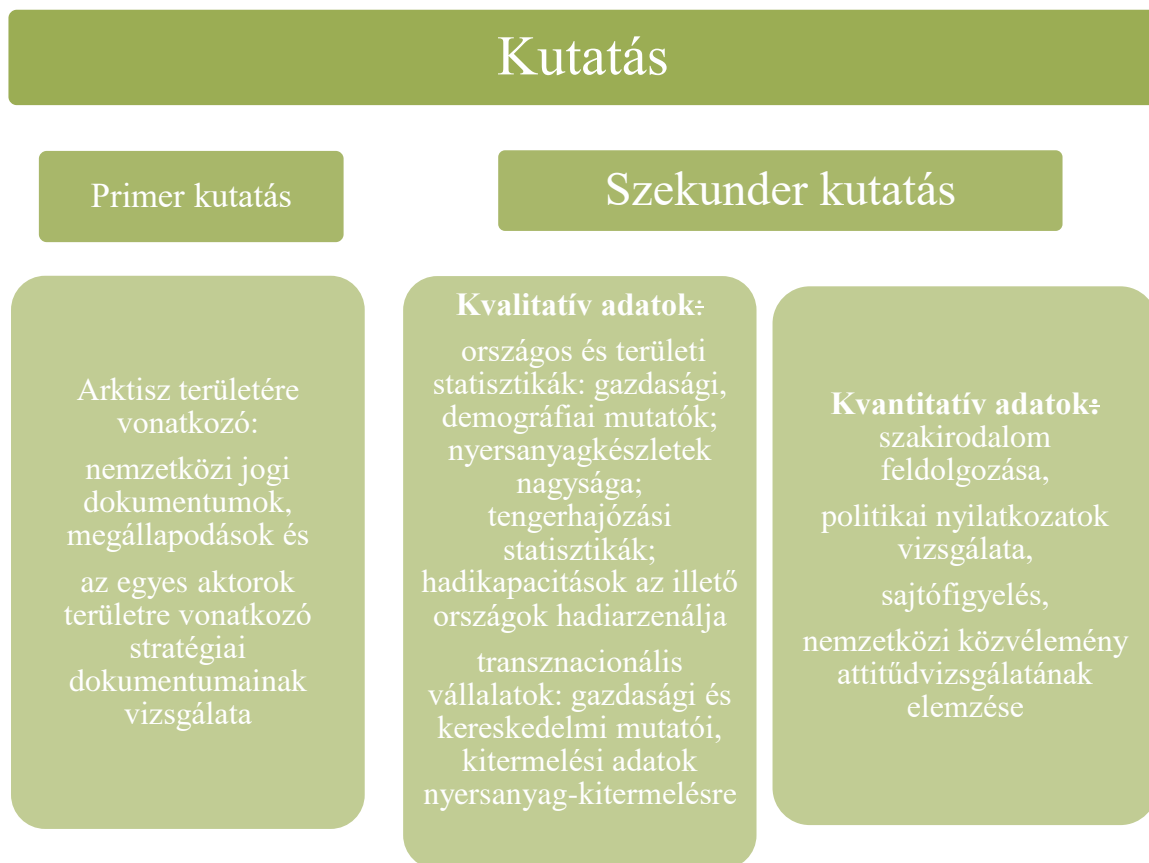 Kutatás
Primer kutatás
Szekunder kutatás
Arktisz területére
vonatkozó:
nemzetközi jogi
dokumentumok,
megállapodások és
az egyes aktorok
területre vonatkozó
stratégiai
dokumentumainak
vizsgálata
Kvalitatív adatok:
országos és területi
statisztikák: gazdasági,
demográfiai mutatók;
nyersanyagkészletek
nagysága;
tengerhajózási
statisztikák;
hadikapacitások az illető
országok hadiarzenálja
transznacionális
vállalatok: gazdasági és
kereskedelmi mutatói,
kitermelési adatok
nyersanyag-kitermelésre
Kvantitatív adatok:
szakirodalom
feldolgozása,
politikai nyilatkozatok
vizsgálata,
sajtófigyelés,
nemzetközi közvélemény
attitűdvizsgálatának
elemzése